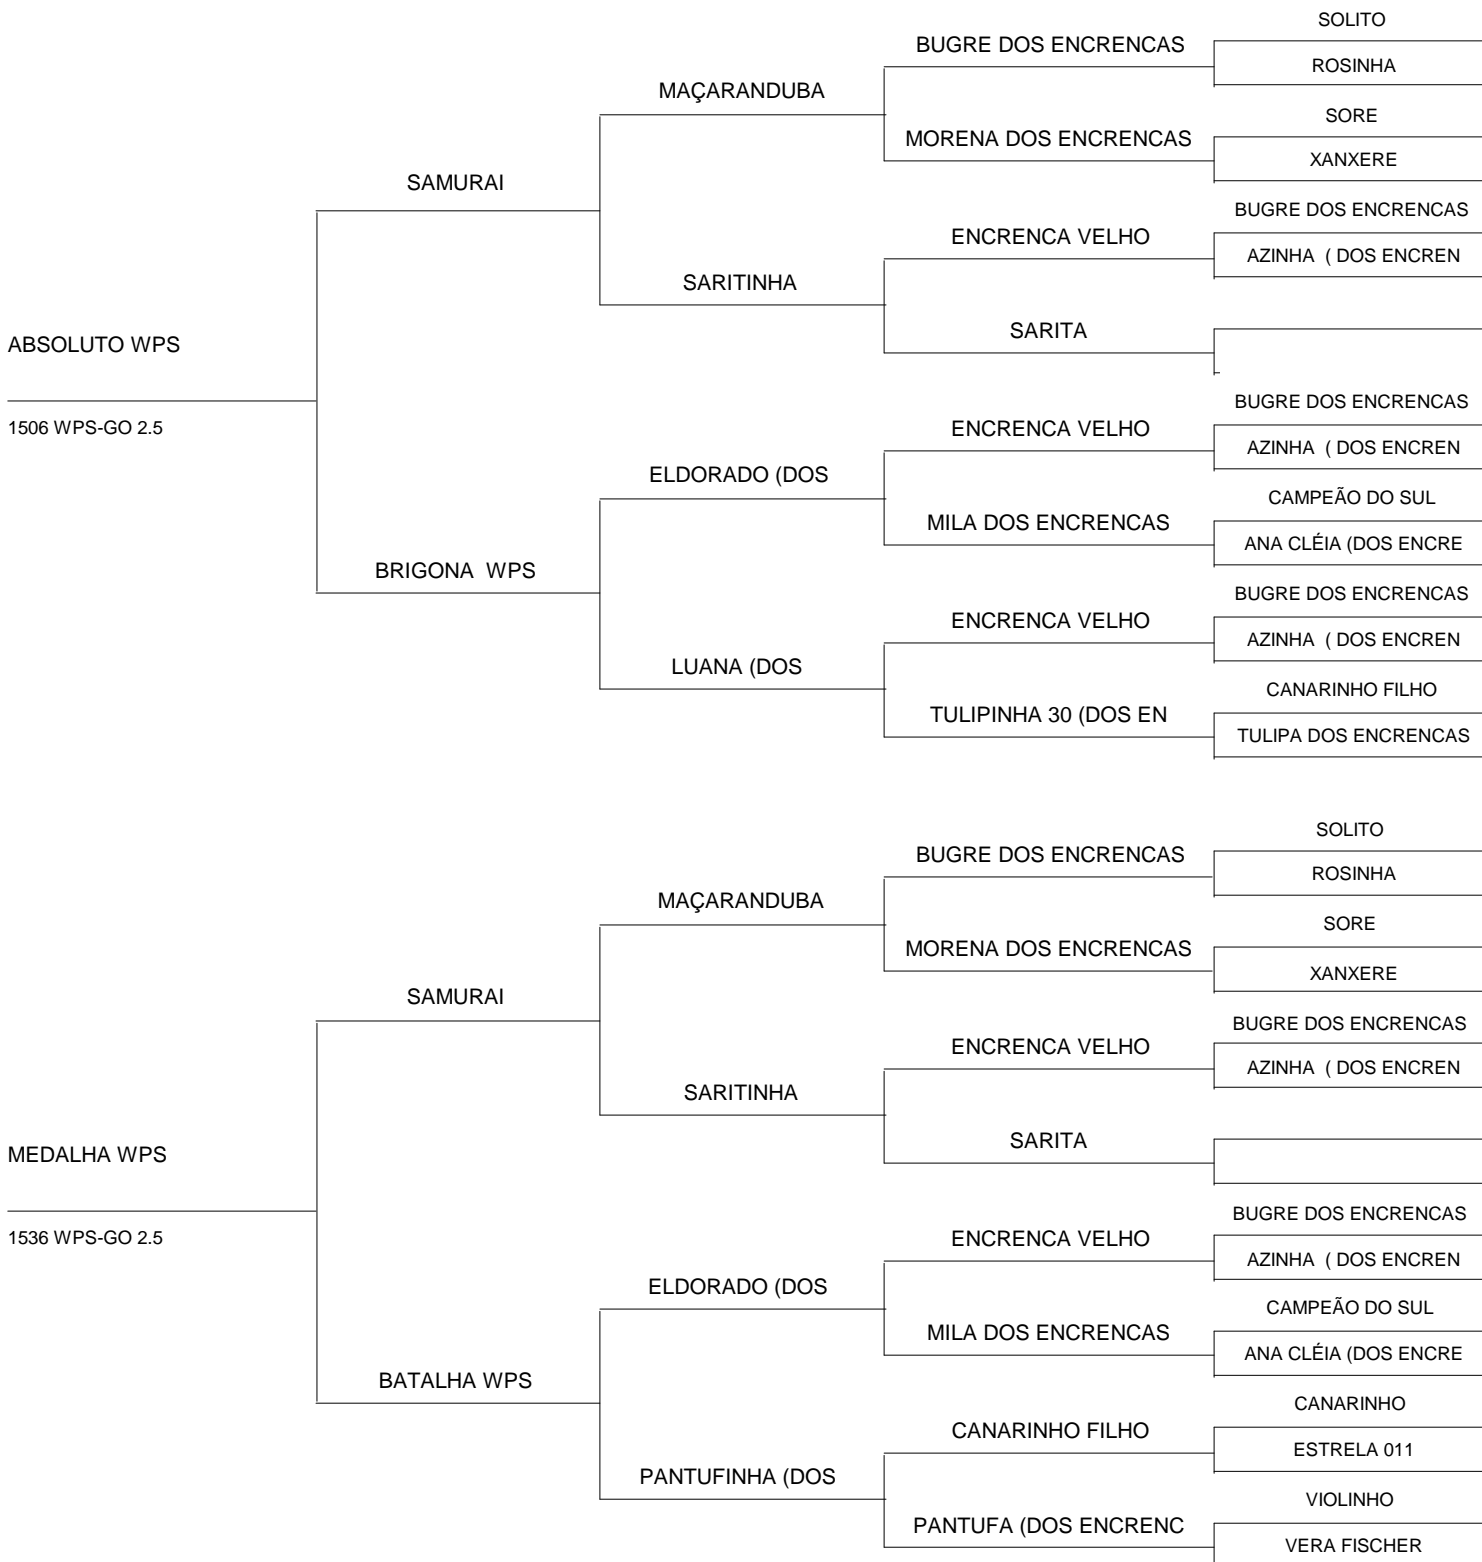 SOLITO
BUGRE DOS ENCRENCAS
ROSINHA
MAÇARANDUBA
SORE
MORENA DOS ENCRENCAS
XANXERE
SAMURAI
BUGRE DOS ENCRENCAS
ENCRENCA VELHO
AZINHA ( DOS ENCREN
SARITINHA
SARITA
ABSOLUTO WPS
1506 WPS-GO 2.5
BUGRE DOS ENCRENCAS
ENCRENCA VELHO
AZINHA ( DOS ENCREN
ELDORADO (DOS
CAMPEÃO DO SUL
MILA DOS ENCRENCAS
ANA CLÉIA (DOS ENCRE
BRIGONA WPS
BUGRE DOS ENCRENCAS
ENCRENCA VELHO
AZINHA ( DOS ENCREN
LUANA (DOS
CANARINHO FILHO
TULIPINHA 30 (DOS EN
TULIPA DOS ENCRENCAS
SOLITO
BUGRE DOS ENCRENCAS
ROSINHA
MAÇARANDUBA
SORE
MORENA DOS ENCRENCAS
XANXERE
SAMURAI
BUGRE DOS ENCRENCAS
ENCRENCA VELHO
AZINHA ( DOS ENCREN
SARITINHA
SARITA
MEDALHA WPS
1536 WPS-GO 2.5
BUGRE DOS ENCRENCAS
ENCRENCA VELHO
AZINHA ( DOS ENCREN
ELDORADO (DOS
CAMPEÃO DO SUL
MILA DOS ENCRENCAS
ANA CLÉIA (DOS ENCRE
BATALHA WPS
CANARINHO
CANARINHO FILHO
ESTRELA 011
PANTUFINHA (DOS
VIOLINHO
PANTUFA (DOS ENCRENC
VERA FISCHER